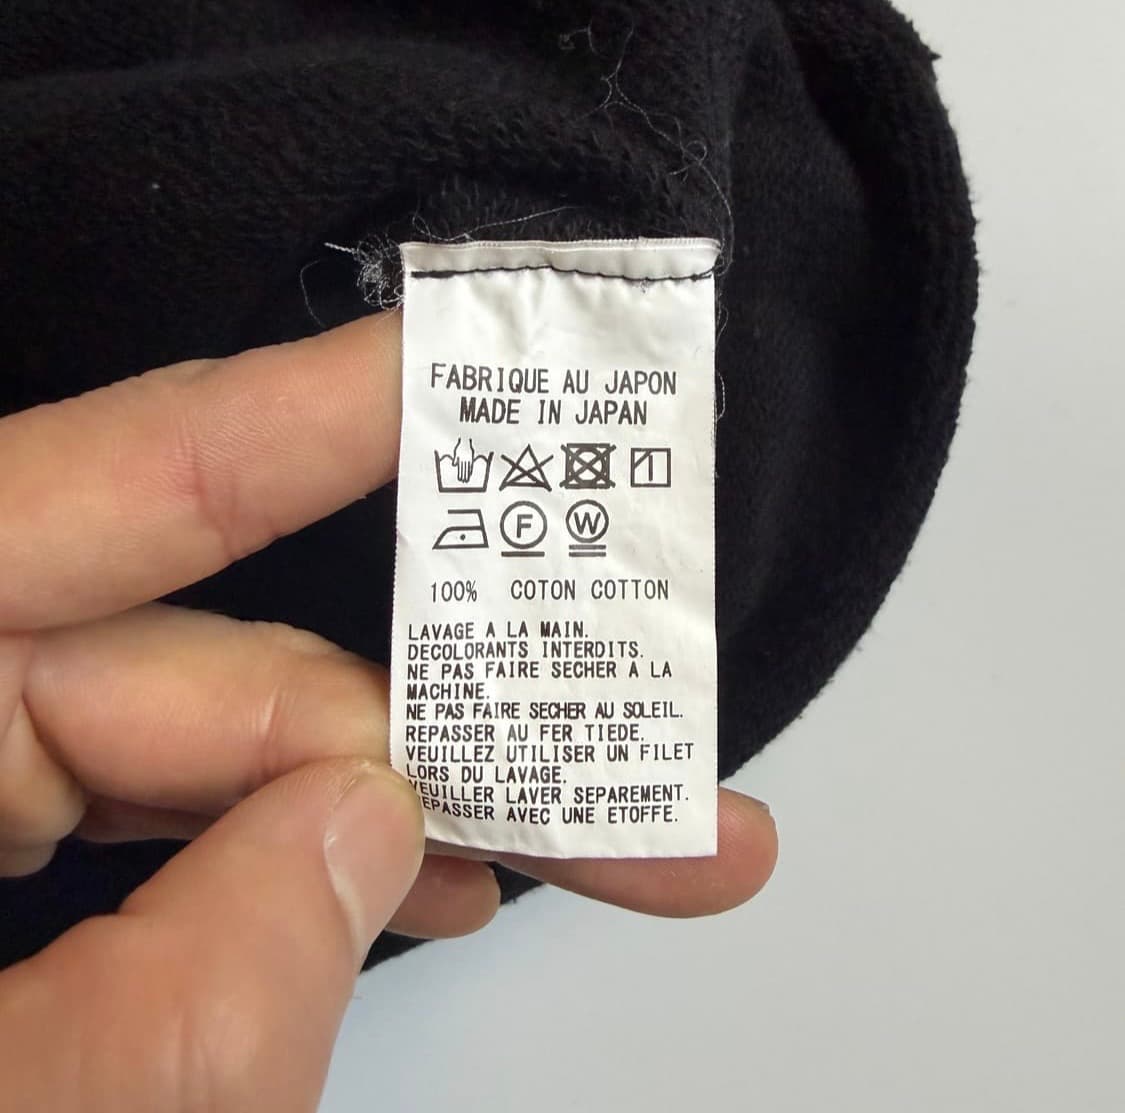 FABRIQUE AU JAPON
MADE IN JAPAN
F W
100% COTON COTTON
LAVAGE A LA MAIN.
DECOLORANTS INTERDITS.
NE PAS FAIRE SECHER A LA
MACHINE.
NE PAS FAIRE SECHER AU SOLEIL.
REPASSER AU FER TIEDE.
VEUILLEZ UTILISER UN FILET
LORS DU LAVAGE.
VEUILLER LAVER SEPAREMENT.
EPASSER AVEC UNE ETOFFE.